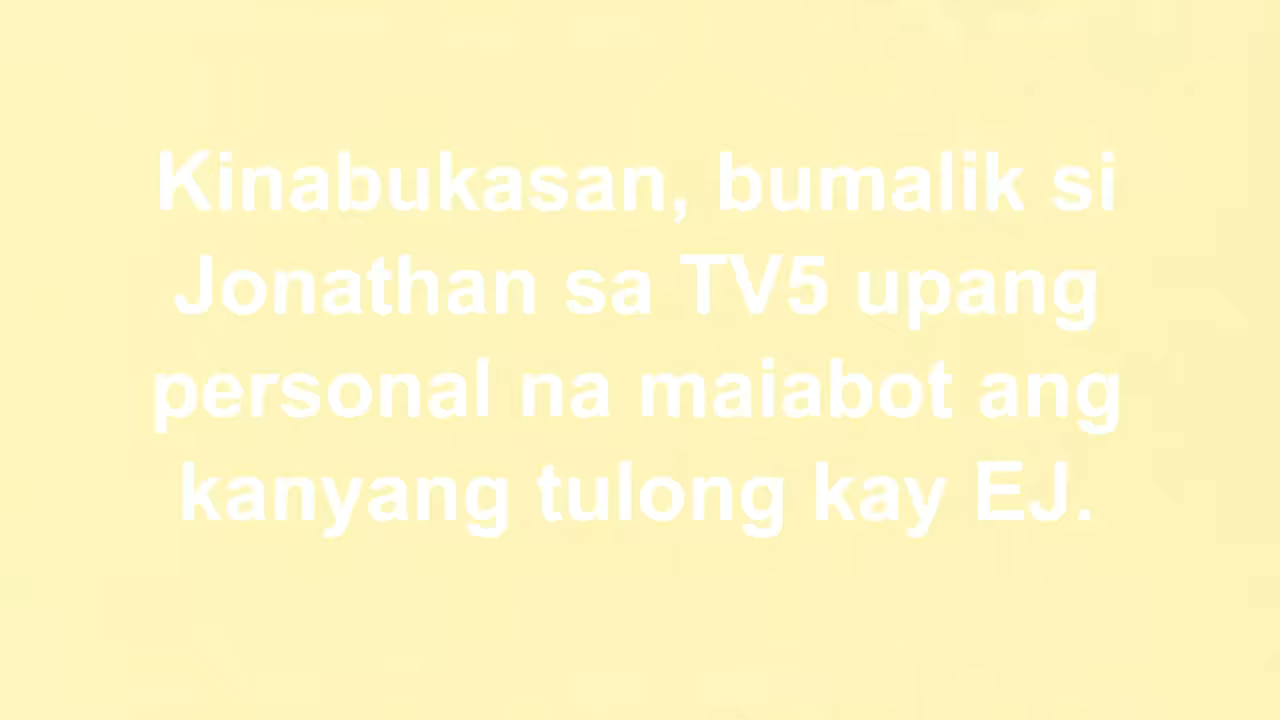 Kinabukasan, bumalik si
Jonathan sa TV5 upang
personal na maiabot ang
kanyang tulong kay EJ.